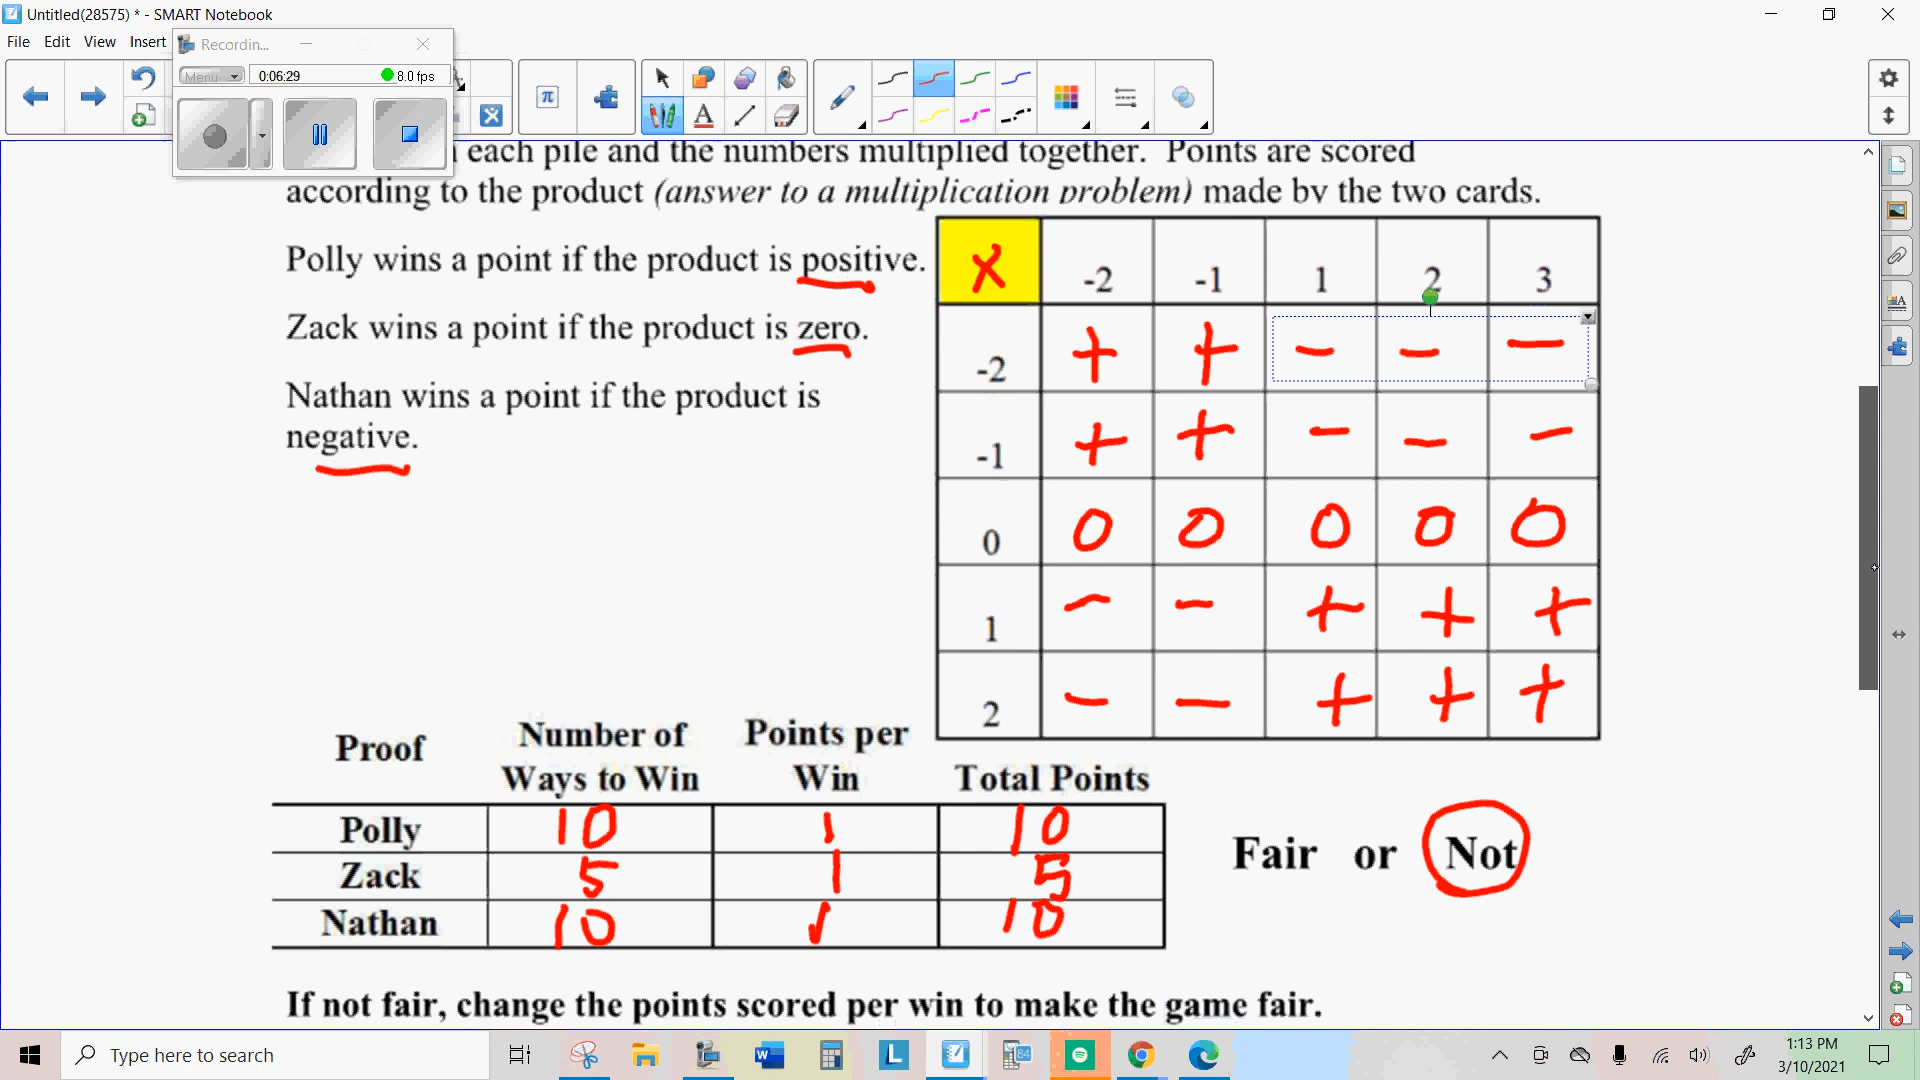 Untitled(28575) * - SMART Notebook
File Edit View Insert
Recordin...
Menu 0:06:29 8.0 fps
each pile and the numbers multiplied together. Points are scored
according to the product (answer to a multiplication problem) made by the two cards.
Polly wins a point if the product is positive.
Zack wins a point if the product is zero.
Nathan wins a point if the product is
negative.
X -2 -1 1 2 3
-2 + + - - -
-1 + + - - -
0 0 0 0 0 0
1 - - + + +
2 - - + + +
Proof Number of Ways to Win Points per Win Total Points
Polly 10 1 10
Zack 5 1 5
Nathan 10 1 10
Fair or Not
If not fair, change the points scored per win to make the game fair.
Type here to search
1:13 PM
3/10/2021